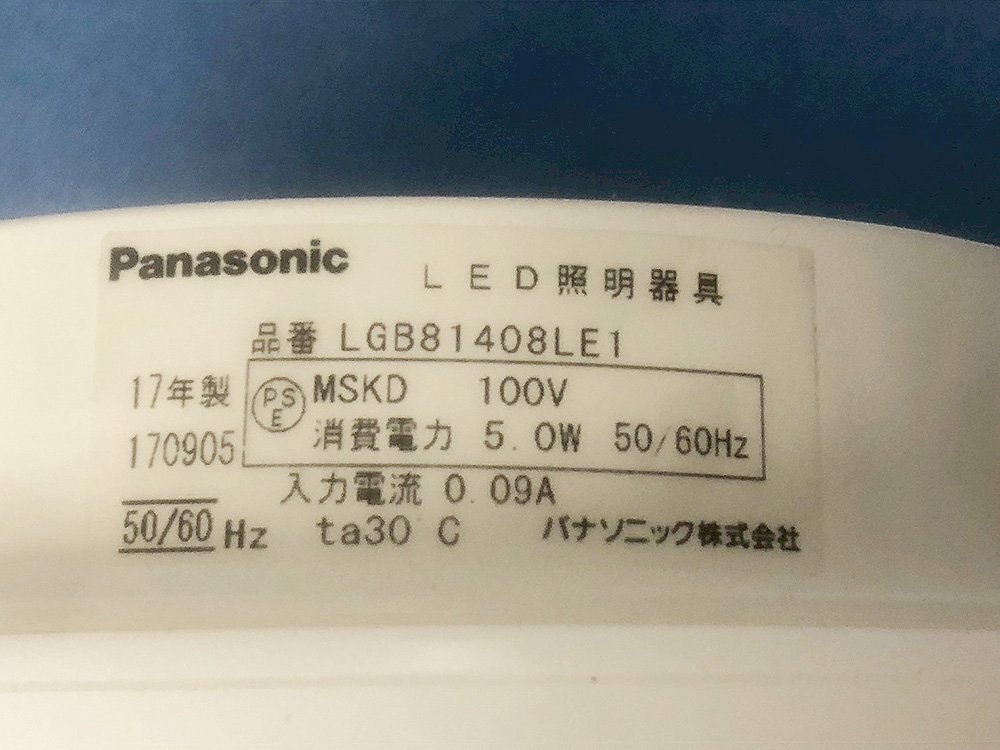 Panasonic LED照明器具
品番 LGB81408LE1
17年製 PSE MSKD 100V
170905 消費電力 5.0W 50/60Hz
入力電流 0.09A
50/60 Hz ta30 C パナソニック株式会社